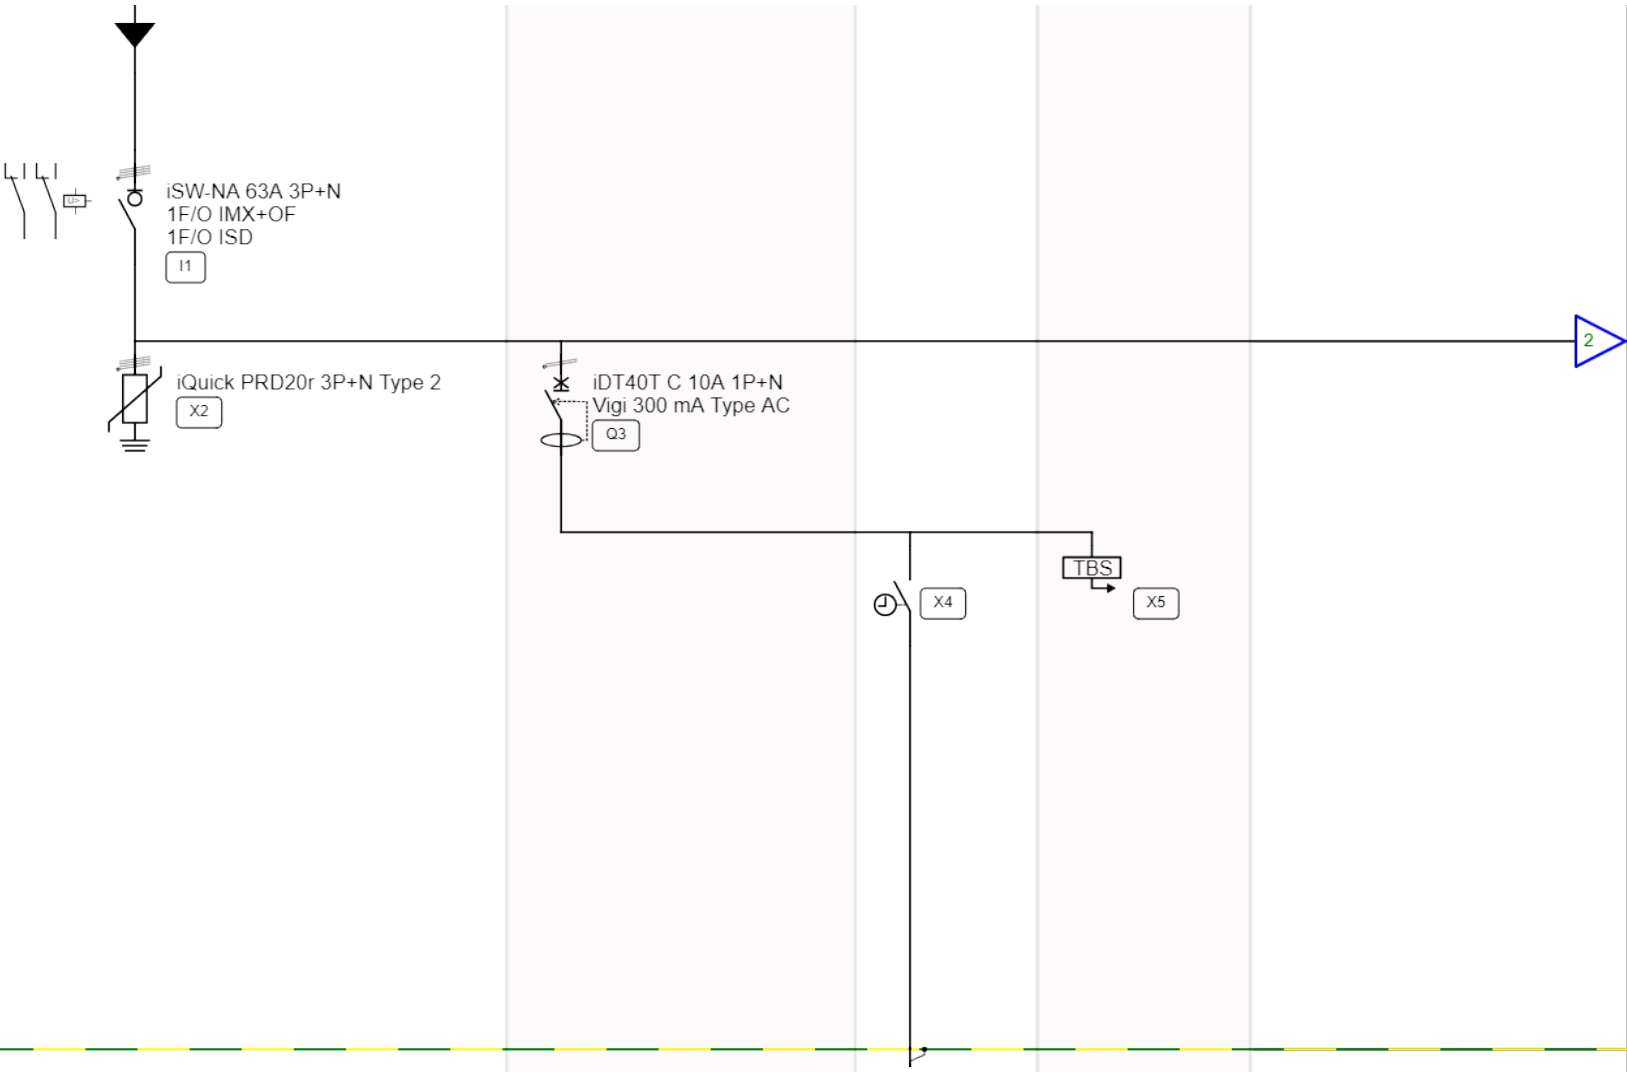 U>
iSW-NA 63A 3P+N
1F/O IMX+OF
1F/O ISD
I1
2
iQuick PRD20r 3P+N Type 2
X2
iDT40T C 10A 1P+N
Vigi 300 mA Type AC
Q3
TBS
X4
X5